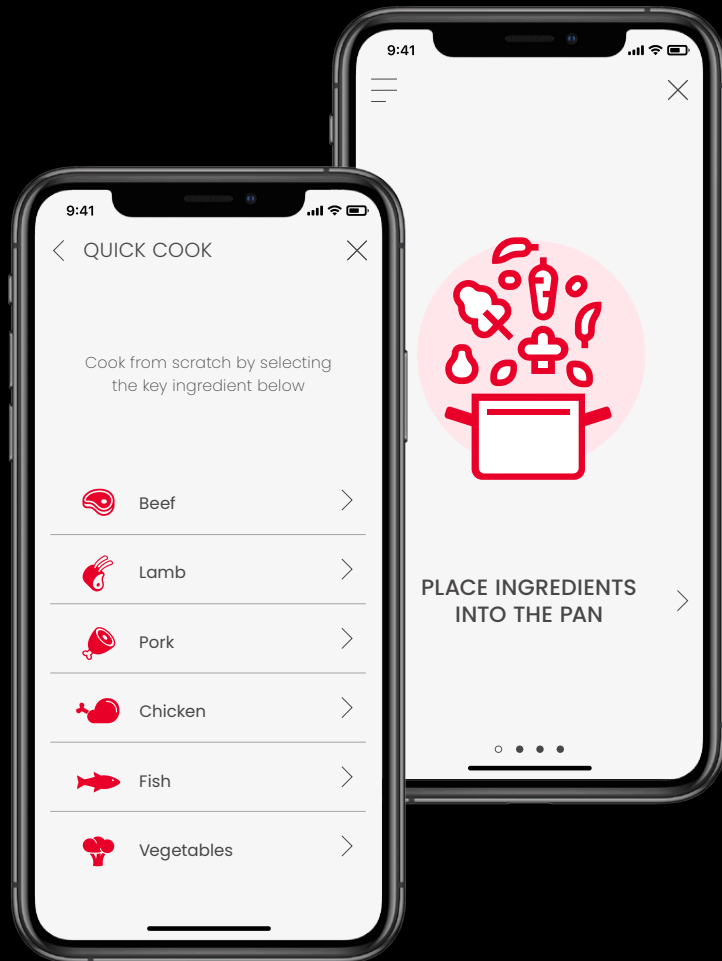 9:41
QUICK COOK
Cook from scratch by selecting
the key ingredient below
Beef
Lamb
Pork
Chicken
Fish
Vegetables
9:41
PLACE INGREDIENTS
INTO THE PAN